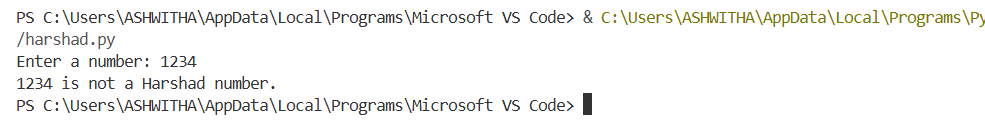 PS C:\Users\ASHWITHA\AppData\Local\Programs\Microsoft VS Code> & C:\Users\ASHWITHA\AppData\Local\Programs\Py
/harshad.py
Enter a number: 1234
1234 is not a Harshad number.
PS C:\Users\ASHWITHA\AppData\Local\Programs\Microsoft VS Code>